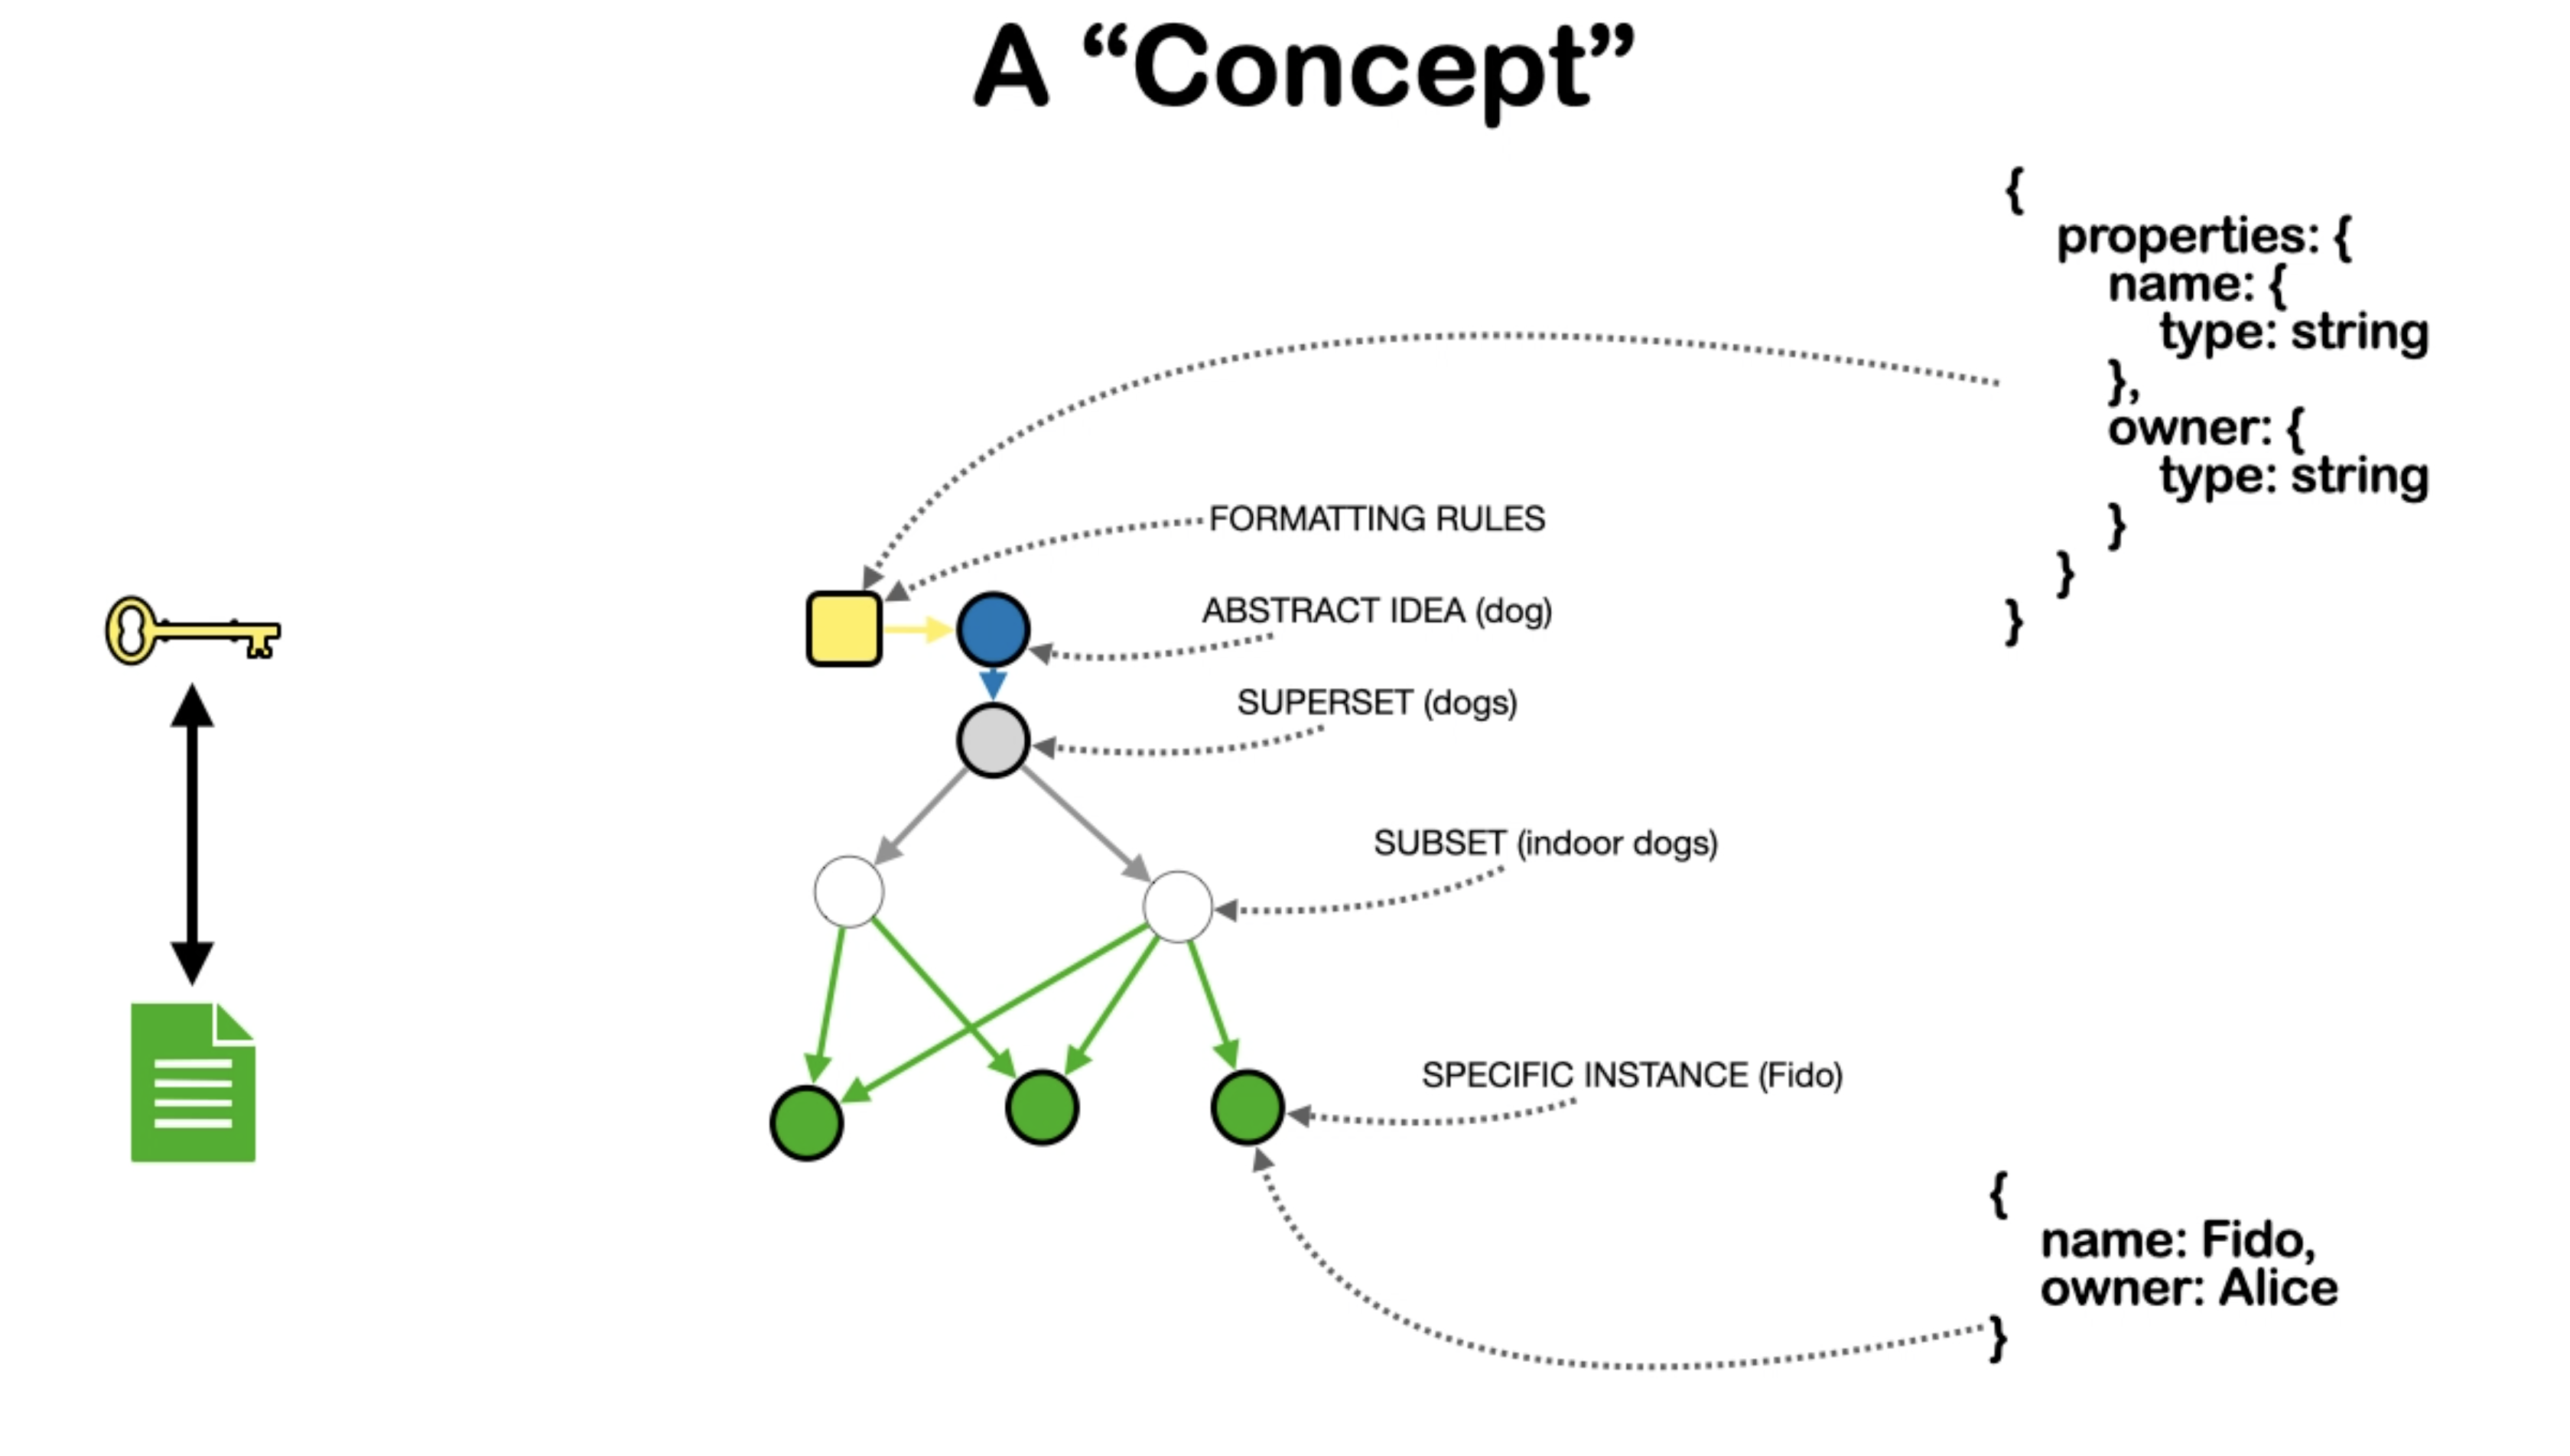 A “Concept”
{
properties: {
name: {
type: string
},
owner: {
type: string
}
}
}
FORMATTING RULES
ABSTRACT IDEA (dog)
SUPERSET (dogs)
SUBSET (indoor dogs)
SPECIFIC INSTANCE (Fido)
{
name: Fido,
owner: Alice
}